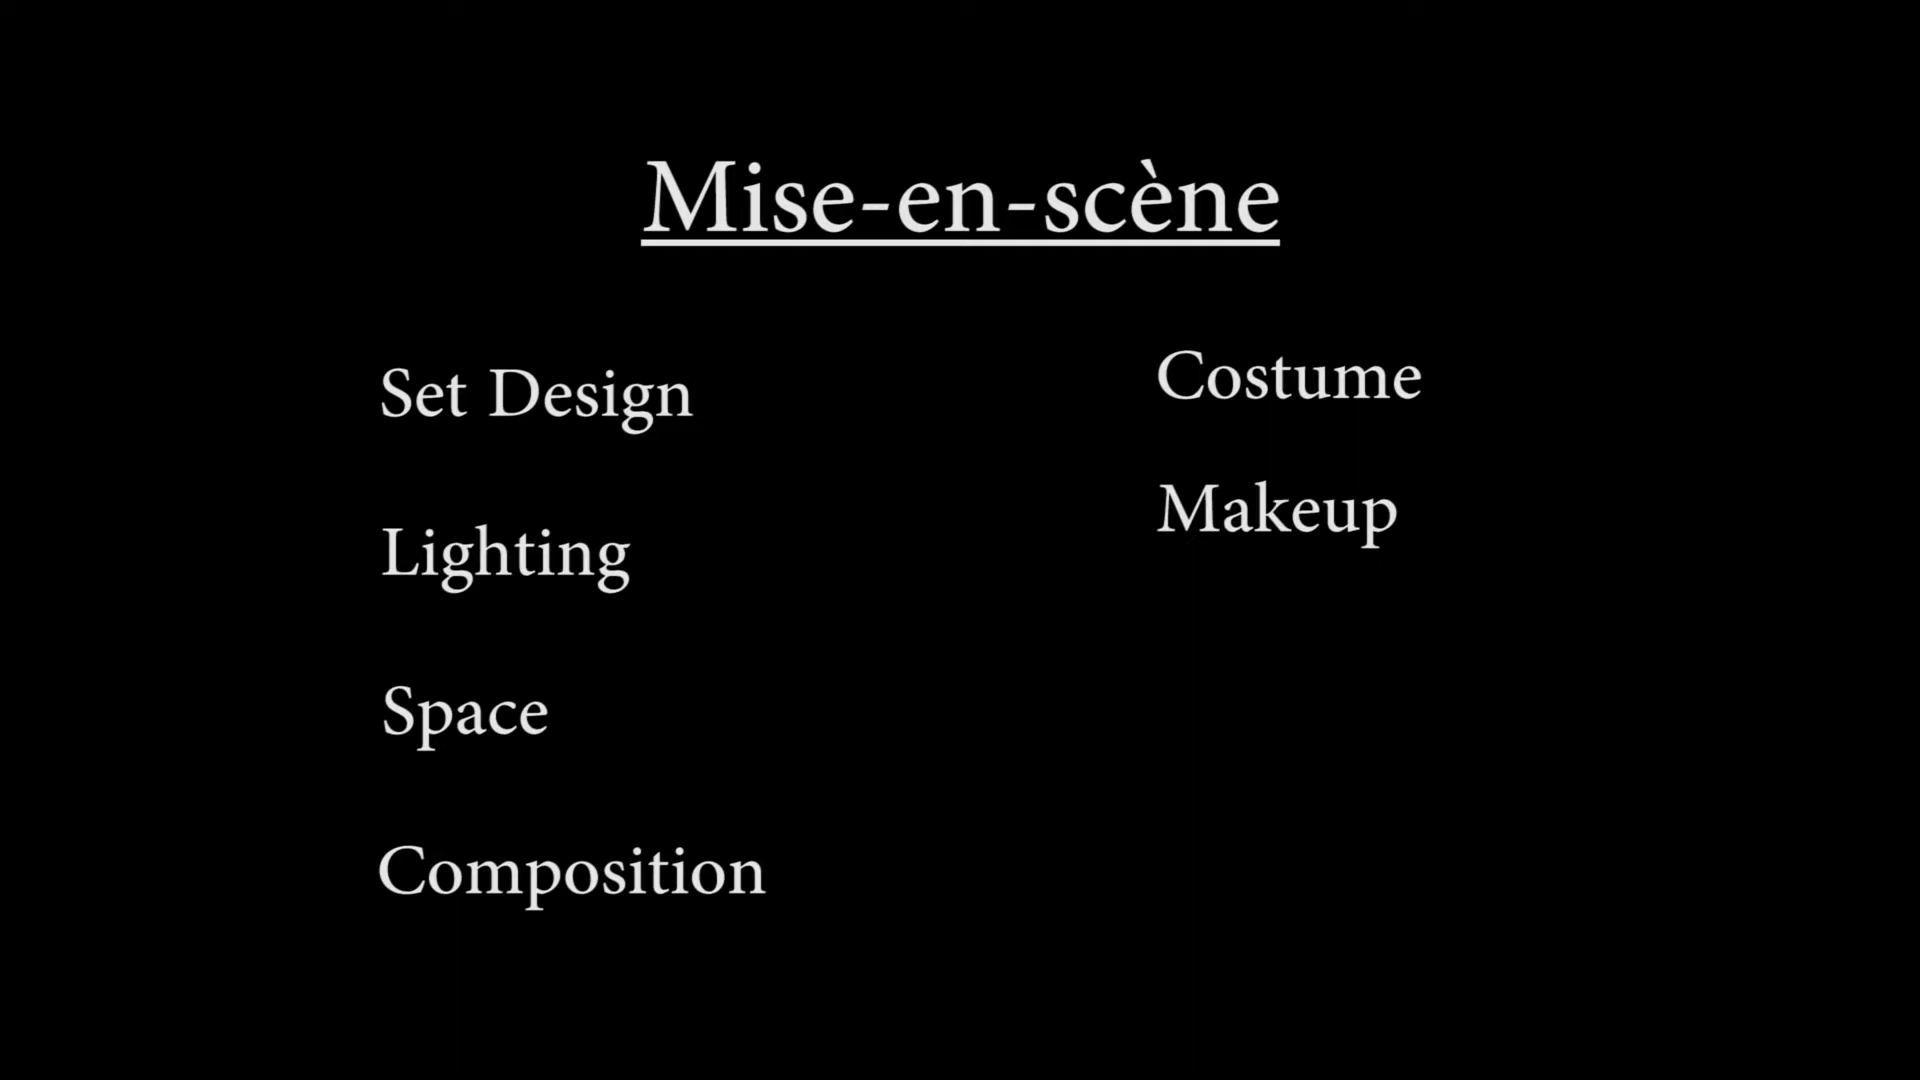 Mise-en-scène
Set Design
Lighting
Space
Composition
Costume
Makeup